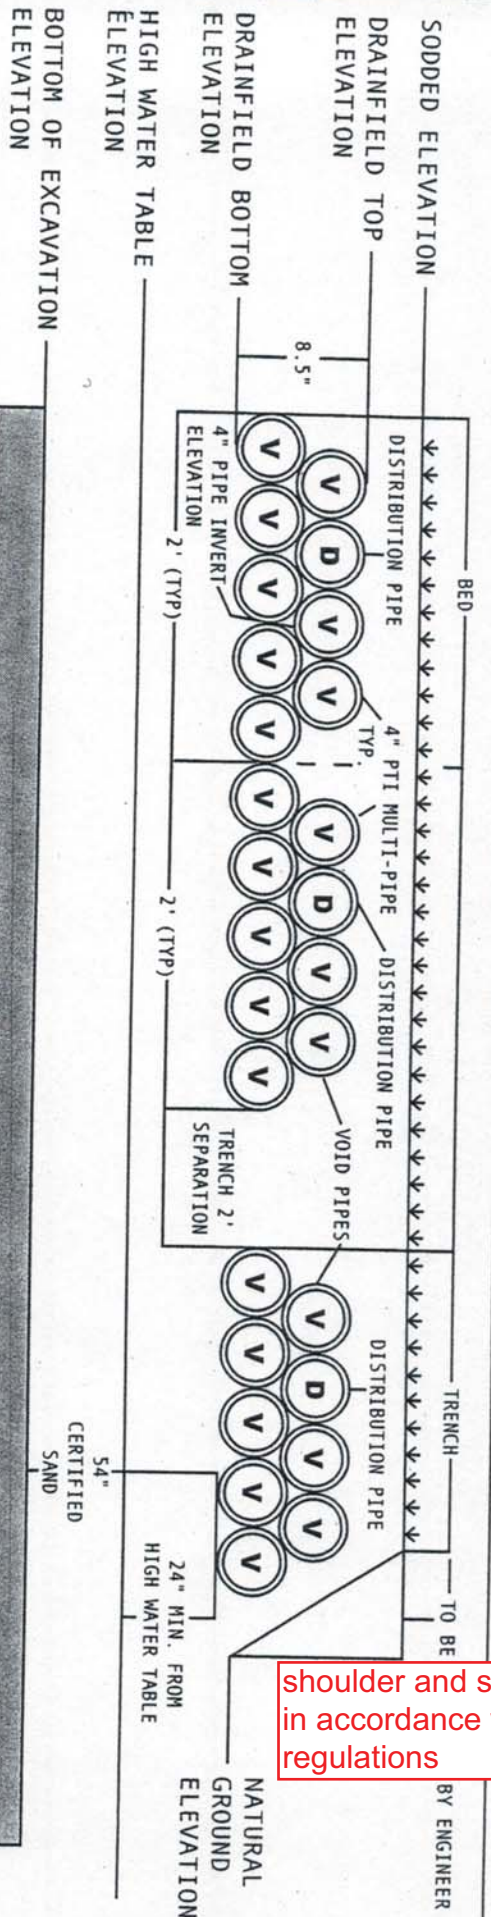 SODDED ELEVATION
DRAINFIELD TOP
ELEVATION
DRAINFIELD BOTTOM
ELEVATION
HIGH WATER TABLE
ELEVATION
BOTTOM OF EXCAVATION
ELEVATION
8.5"
BED
TRENCH
TO BE
BY ENGINEER
shoulder and s
in accordance
regulations
DISTRIBUTION PIPE
4" PTI MULTI-PIPE
TYP.
DISTRIBUTION PIPE
VOID PIPES
DISTRIBUTION PIPE
V D V V
V D V V
V D V V
V V V V V
V V V V V
V V V V V
4" PIPE INVERT
ELEVATION
2' (TYP)
2' (TYP)
TRENCH 2'
SEPARATION
24" MIN. FROM
HIGH WATER TABLE
54"
CERTIFIED
SAND
NATURAL
GROUND
ELEVATION